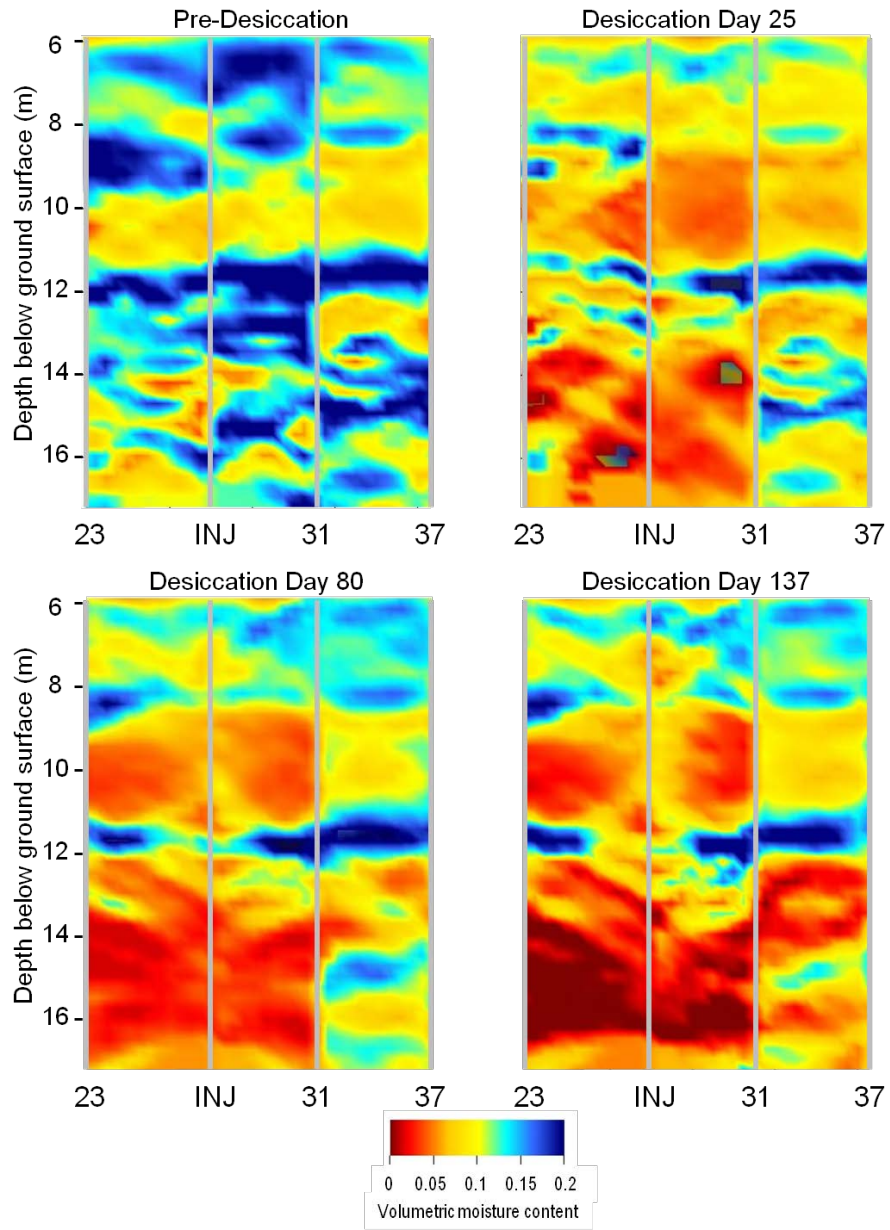 Pre-Desiccation
Desiccation Day 25
Depth below ground surface (m)
6
8
10
12
14
16
23 INJ 31 37
23 INJ 31 37
Desiccation Day 80
Desiccation Day 137
Depth below ground surface (m)
6
8
10
12
14
16
23 INJ 31 37
23 INJ 31 37
0 0.05 0.1 0.15 0.2
Volumetric moisture content